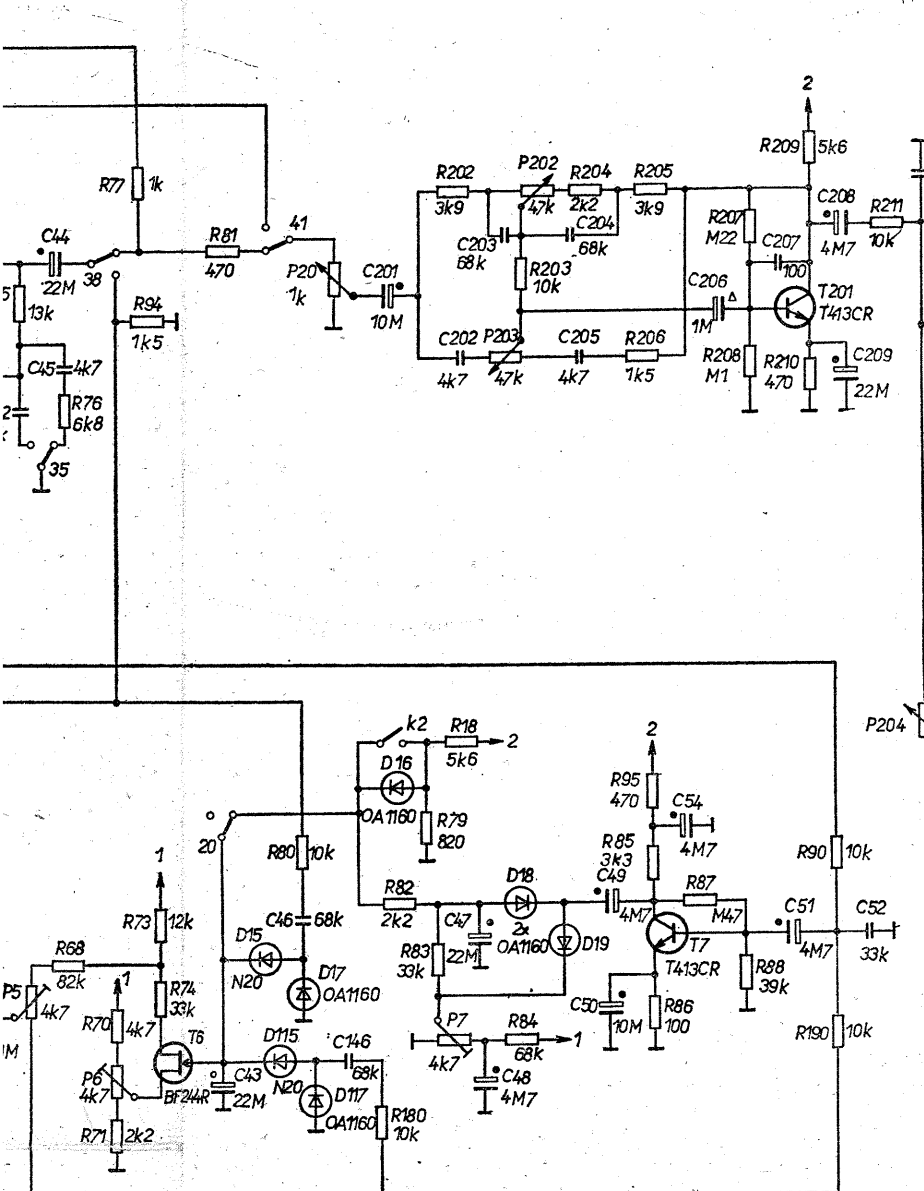 2
R209
5k6
R77
1k
R202
3k9
P202
47k
R204
2k2
R205
3k9
C203
68k
C204
68k
R203
10k
R207
M22
C207
100
C208
4M7
R211
10k
C44
22M
38
R81
470
41
P20
1k
C201
10M
C206
1M
T201
T413CR
13k
R94
1k5
C202
4k7
P203
47k
C205
4k7
R206
1k5
R208
M1
R210
470
C209
22M
C45
4k7
R76
6k8
35
P204
k2
R18
5k6
2
D16
OA1160
R79
820
20
R80
10k
2
R95
470
C54
4M7
R85
3k3
R90
10k
1
R73
12k
C46
68k
R82
2k2
D18
2x
OA1160
C49
4M7
R87
M47
C51
4M7
C52
33k
R68
82k
D15
N20
D17
OA1160
R83
33k
C47
22M
D19
T7
T413CR
R88
39k
P5
4k7
1
R74
33k
R70
4k7
T6
BF244R
C50
10M
R86
100
R190
10k
P7
4k7
R84
68k
1
C48
4M7
P6
4k7
C43
22M
D115
N20
C146
68k
D117
OA1160
R180
10k
R71
2k2